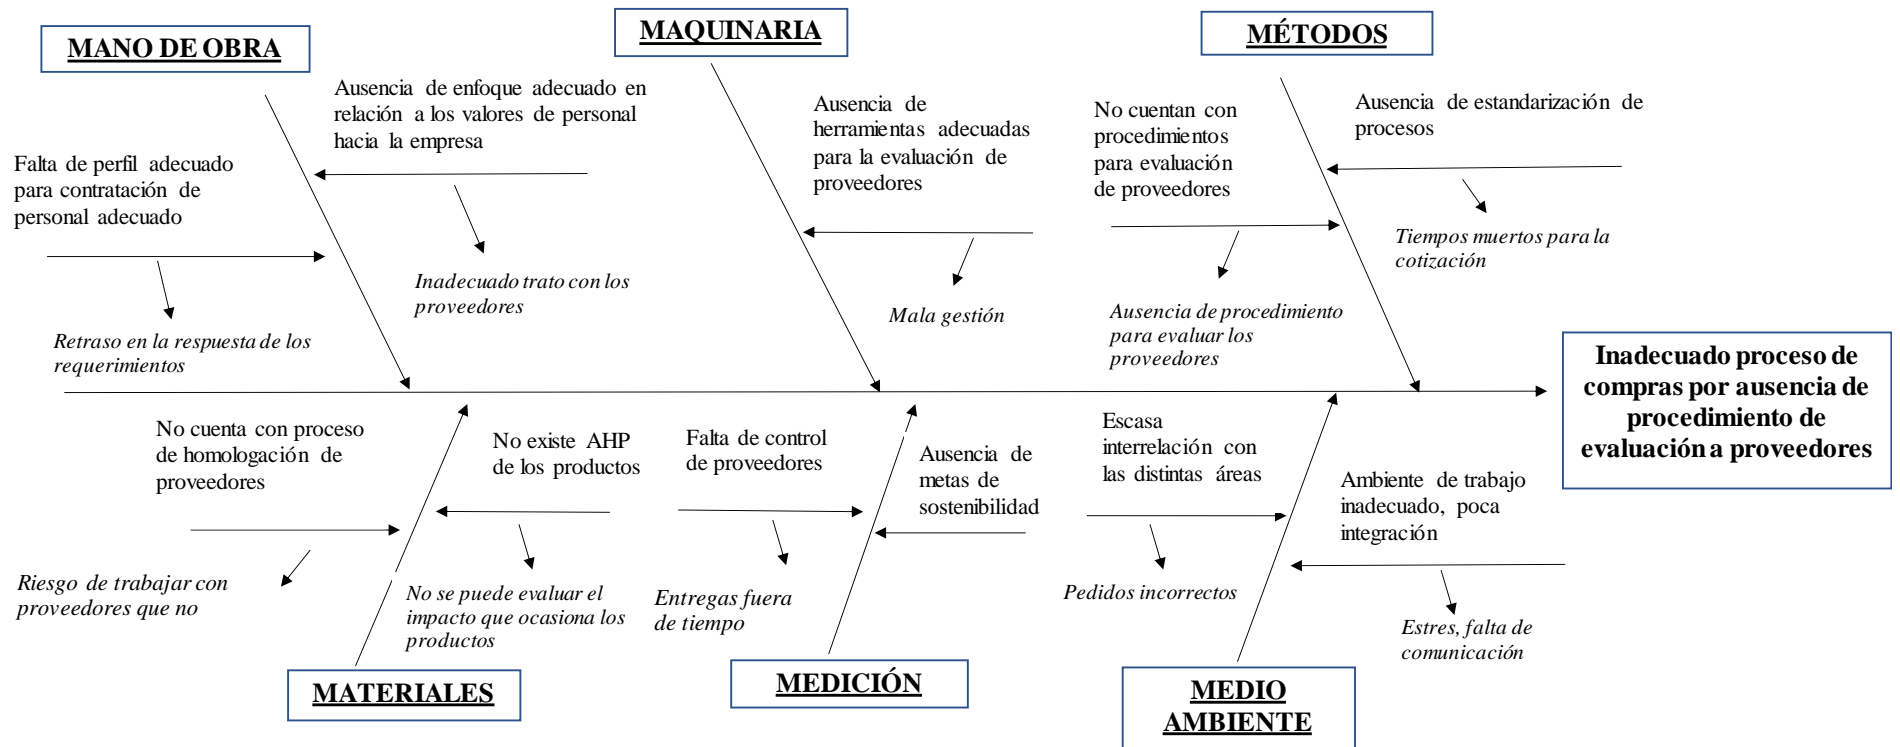 MANO DE OBRA
MAQUINARIA
MÉTODOS
Ausencia de enfoque adecuado en
relación a los valores de personal
hacia la empresa
Falta de perfil adecuado
para contratación de
personal adecuado
Inadecuado trato con los
proveedores
Retraso en la respuesta de los
requerimientos
Ausencia de
herramientas adecuadas
para la evaluación de
proveedores
Mala gestión
No cuentan con
procedimientos
para evaluación
de proveedores
Ausencia de estandarización de
procesos
Tiempos muertos para la
cotización
Ausencia de procedimiento
para evaluar los
proveedores
Inadecuado proceso de
compras por ausencia de
procedimiento de
evaluación a proveedores
No cuenta con proceso
de homologación de
proveedores
No existe AHP
de los productos
Riesgo de trabajar con
proveedores que no
No se puede evaluar el
impacto que ocasiona los
productos
Falta de control
de proveedores
Ausencia de
metas de
sostenibilidad
Entregas fuera
de tiempo
Escasa
interrelación con
las distintas áreas
Ambiente de trabajo
inadecuado, poca
integración
Pedidos incorrectos
Estres, falta de
comunicación
MATERIALES
MEDICIÓN
MEDIO
AMBIENTE